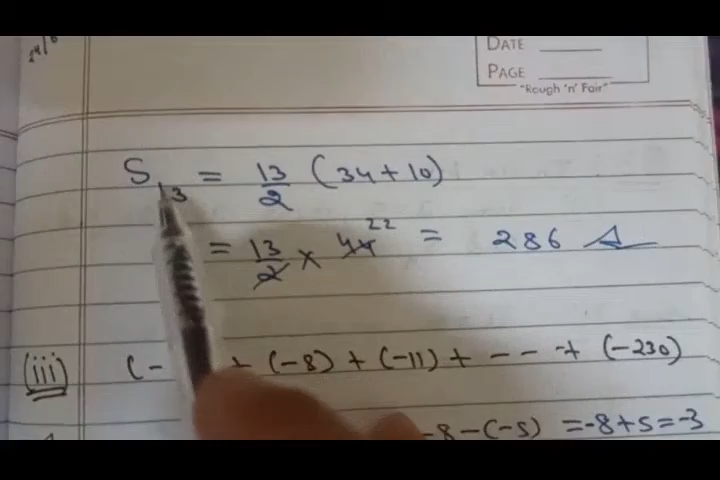 DATE
PAGE
"Rough 'n' Fair"
S₁₃ = 13/2 (34+10)
= 13/2 × 44 22 = 286 A
(iii) (- + (-8) + (-11) + - - - + (-230)
-8-(-5) = -8+5 = -3